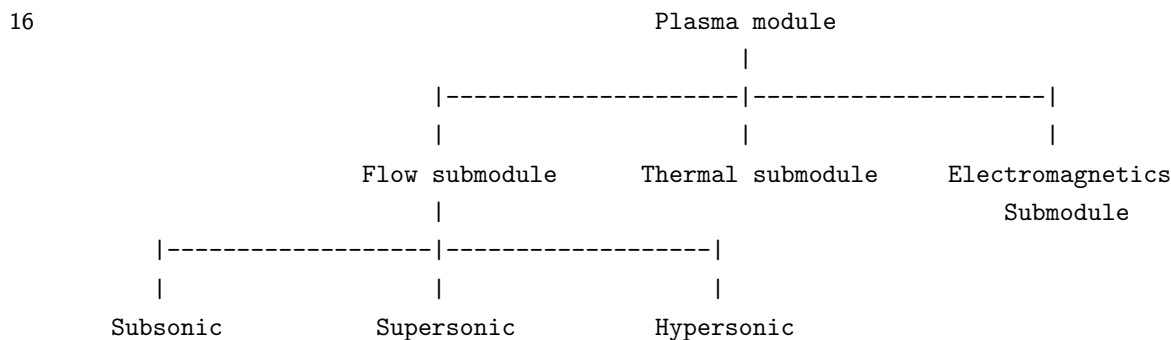 16 Plasma module
|
|---------------------|---------------------|
| | |
Flow submodule Thermal submodule Electromagnetics
| Submodule
|-------------------|-------------------|
| | |
Subsonic Supersonic Hypersonic